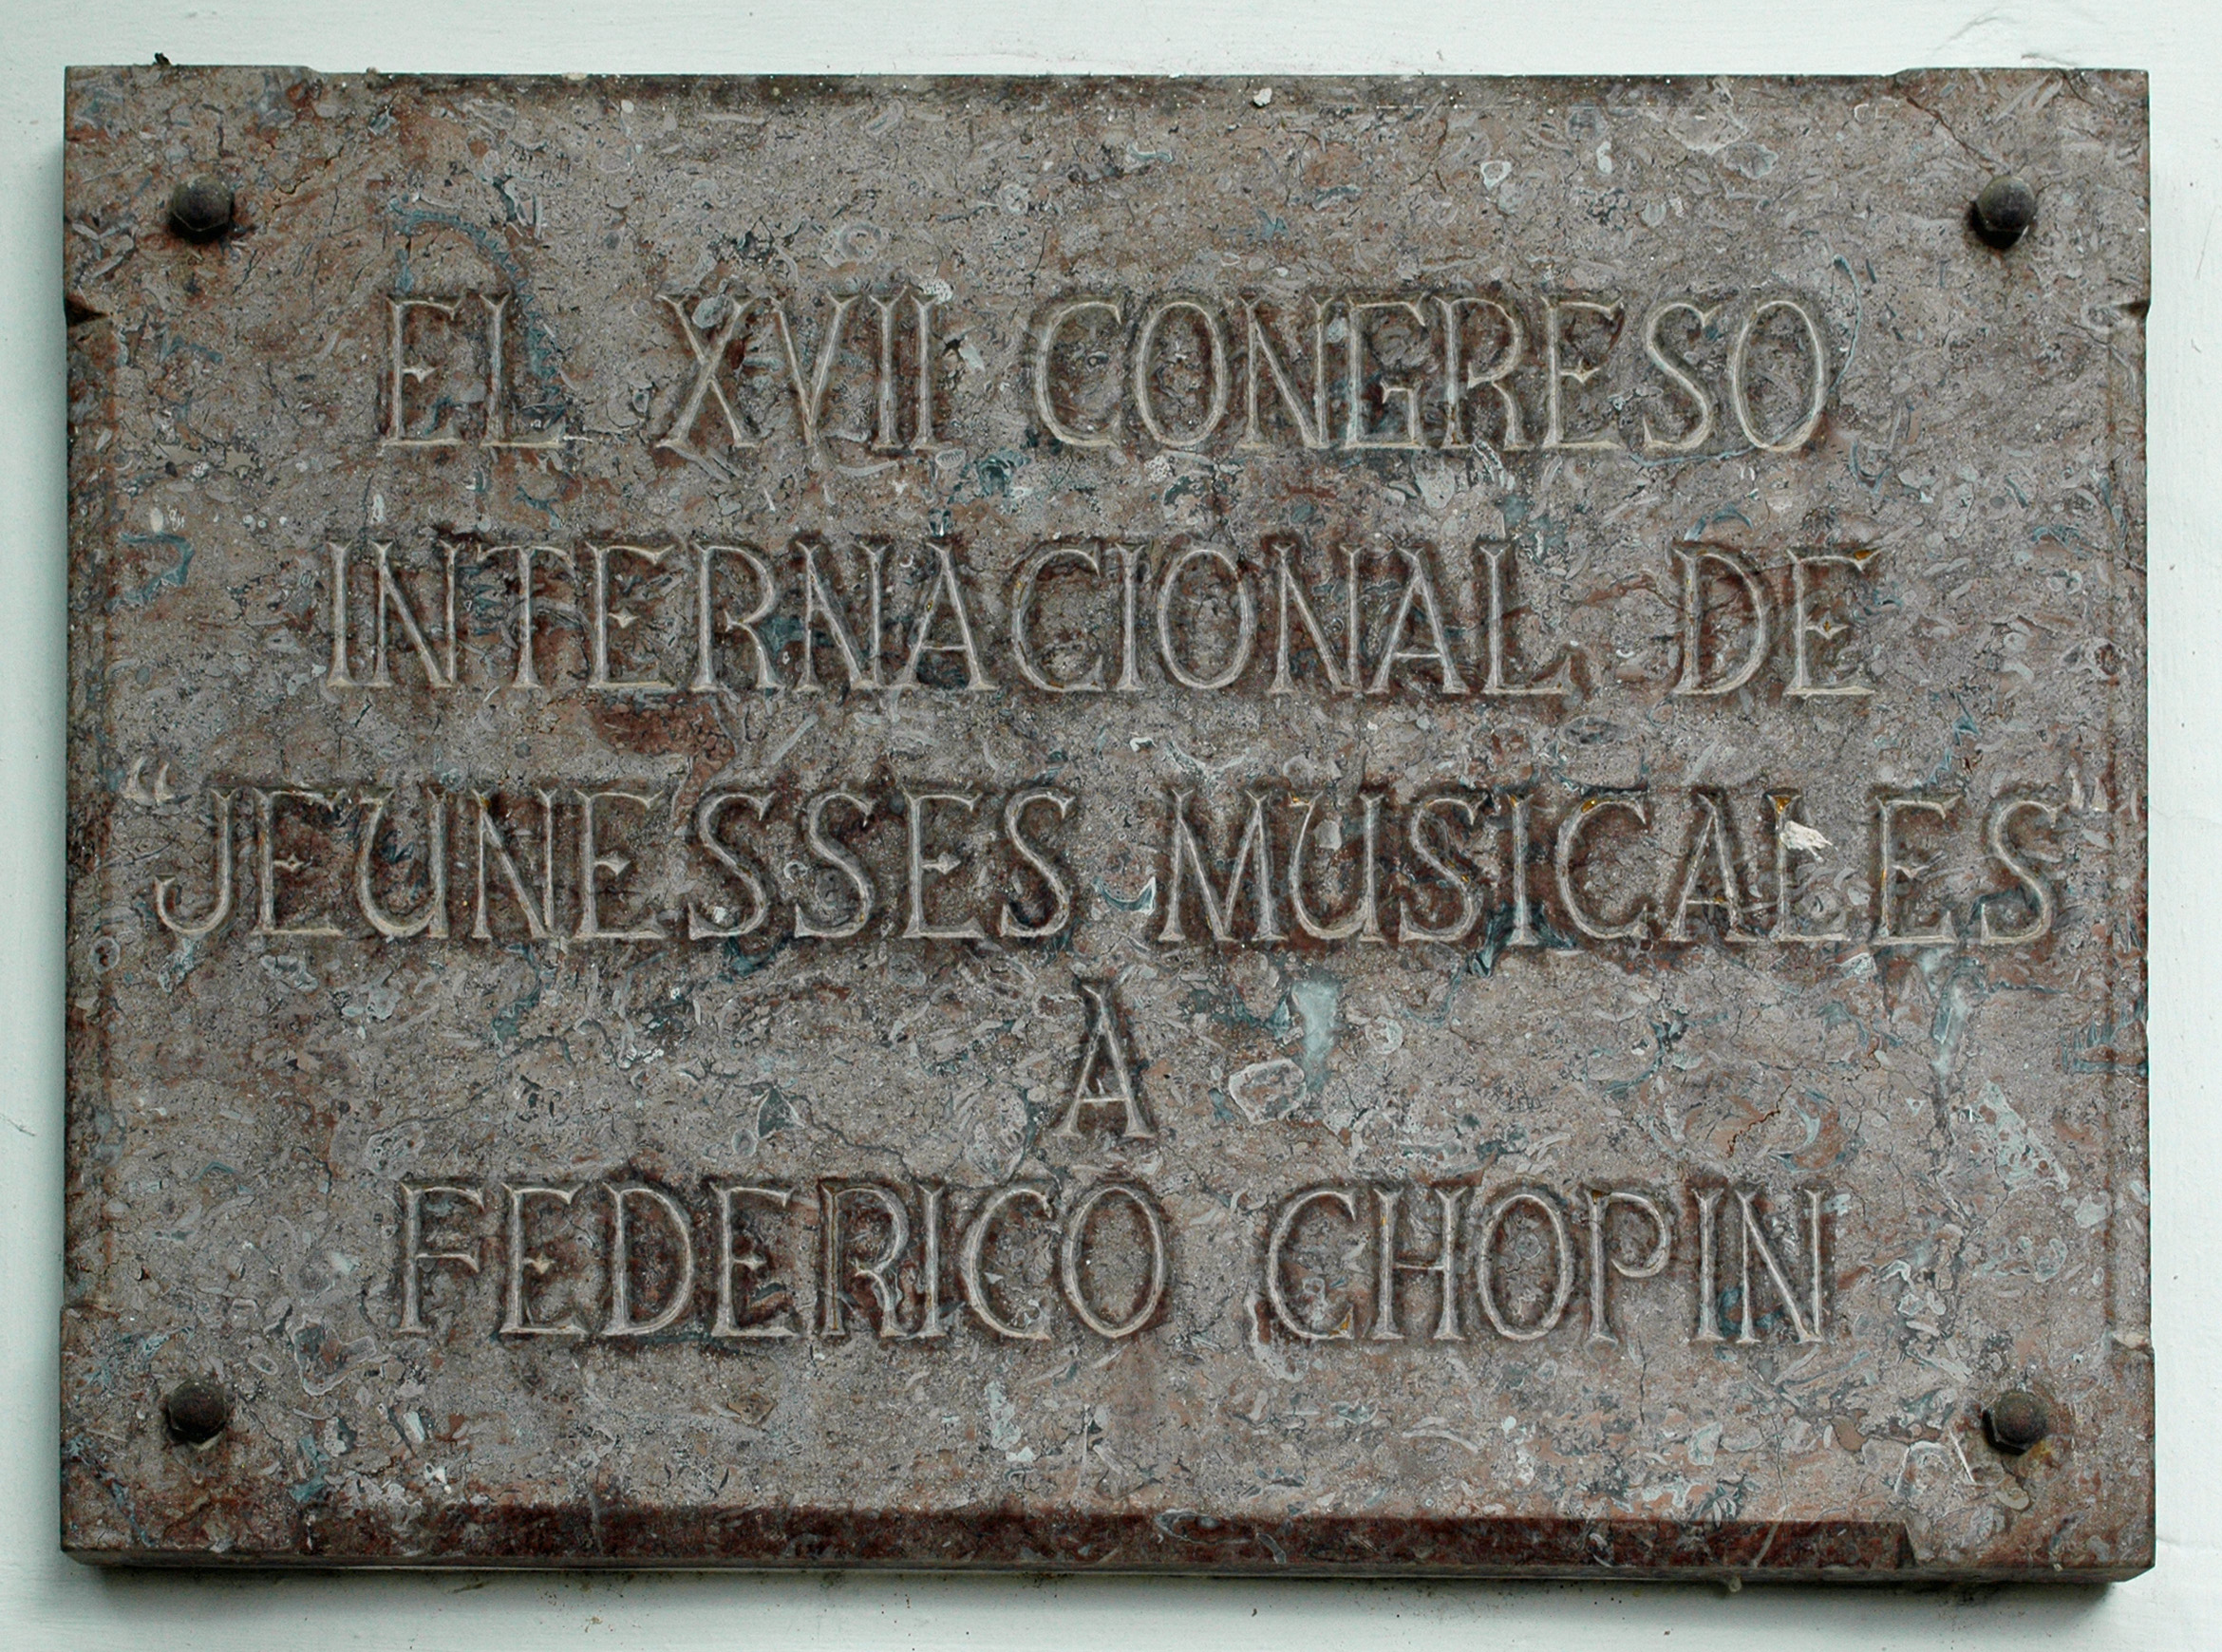 EL XVII CONGRESO
INTERNACIONAL DE
“JEUNESSES MUSICALES”
A
FEDERICO CHOPIN